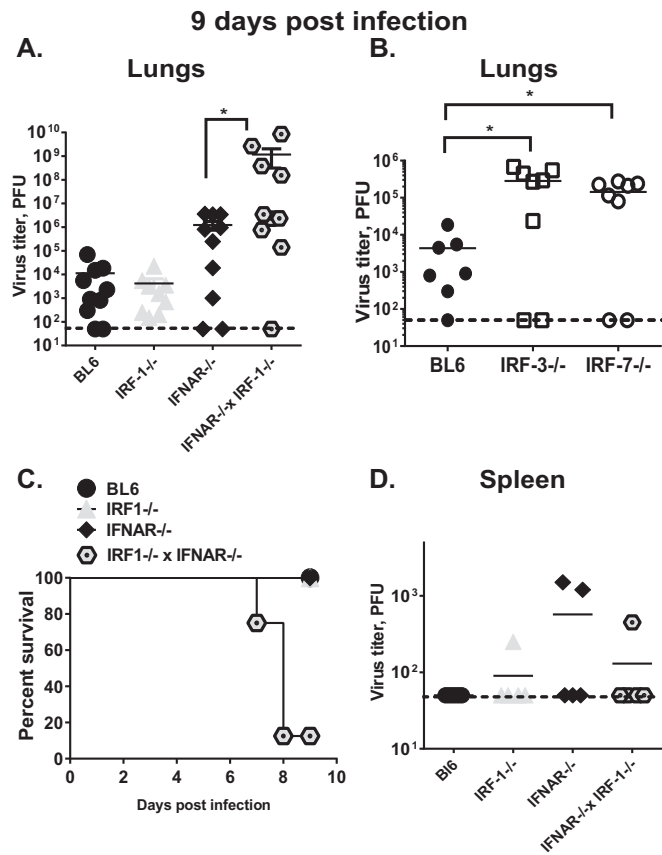 9 days post infection
A.
Lungs
*
Virus titer, PFU
10^10
10^9
10^8
10^7
10^6
10^5
10^4
10^3
10^2
10^1
BL6
IRF-1-/-
IFNAR-/-
IFNAR-/-x IRF-1-/-
B.
Lungs
*
*
Virus titer, PFU
10^6
10^5
10^4
10^3
10^2
10^1
BL6
IRF-3-/-
IRF-7-/-
C.
BL6
IRF1-/-
IFNAR-/-
IRF1-/- x IFNAR-/-
Percent survival
100
80
60
40
20
0
0
2
4
6
8
10
Days post infection
D.
Spleen
Virus titer, PFU
10^3
10^2
10^1
Bl6
IRF-1-/-
IFNAR-/-
IFNAR-/-x IRF-1-/-